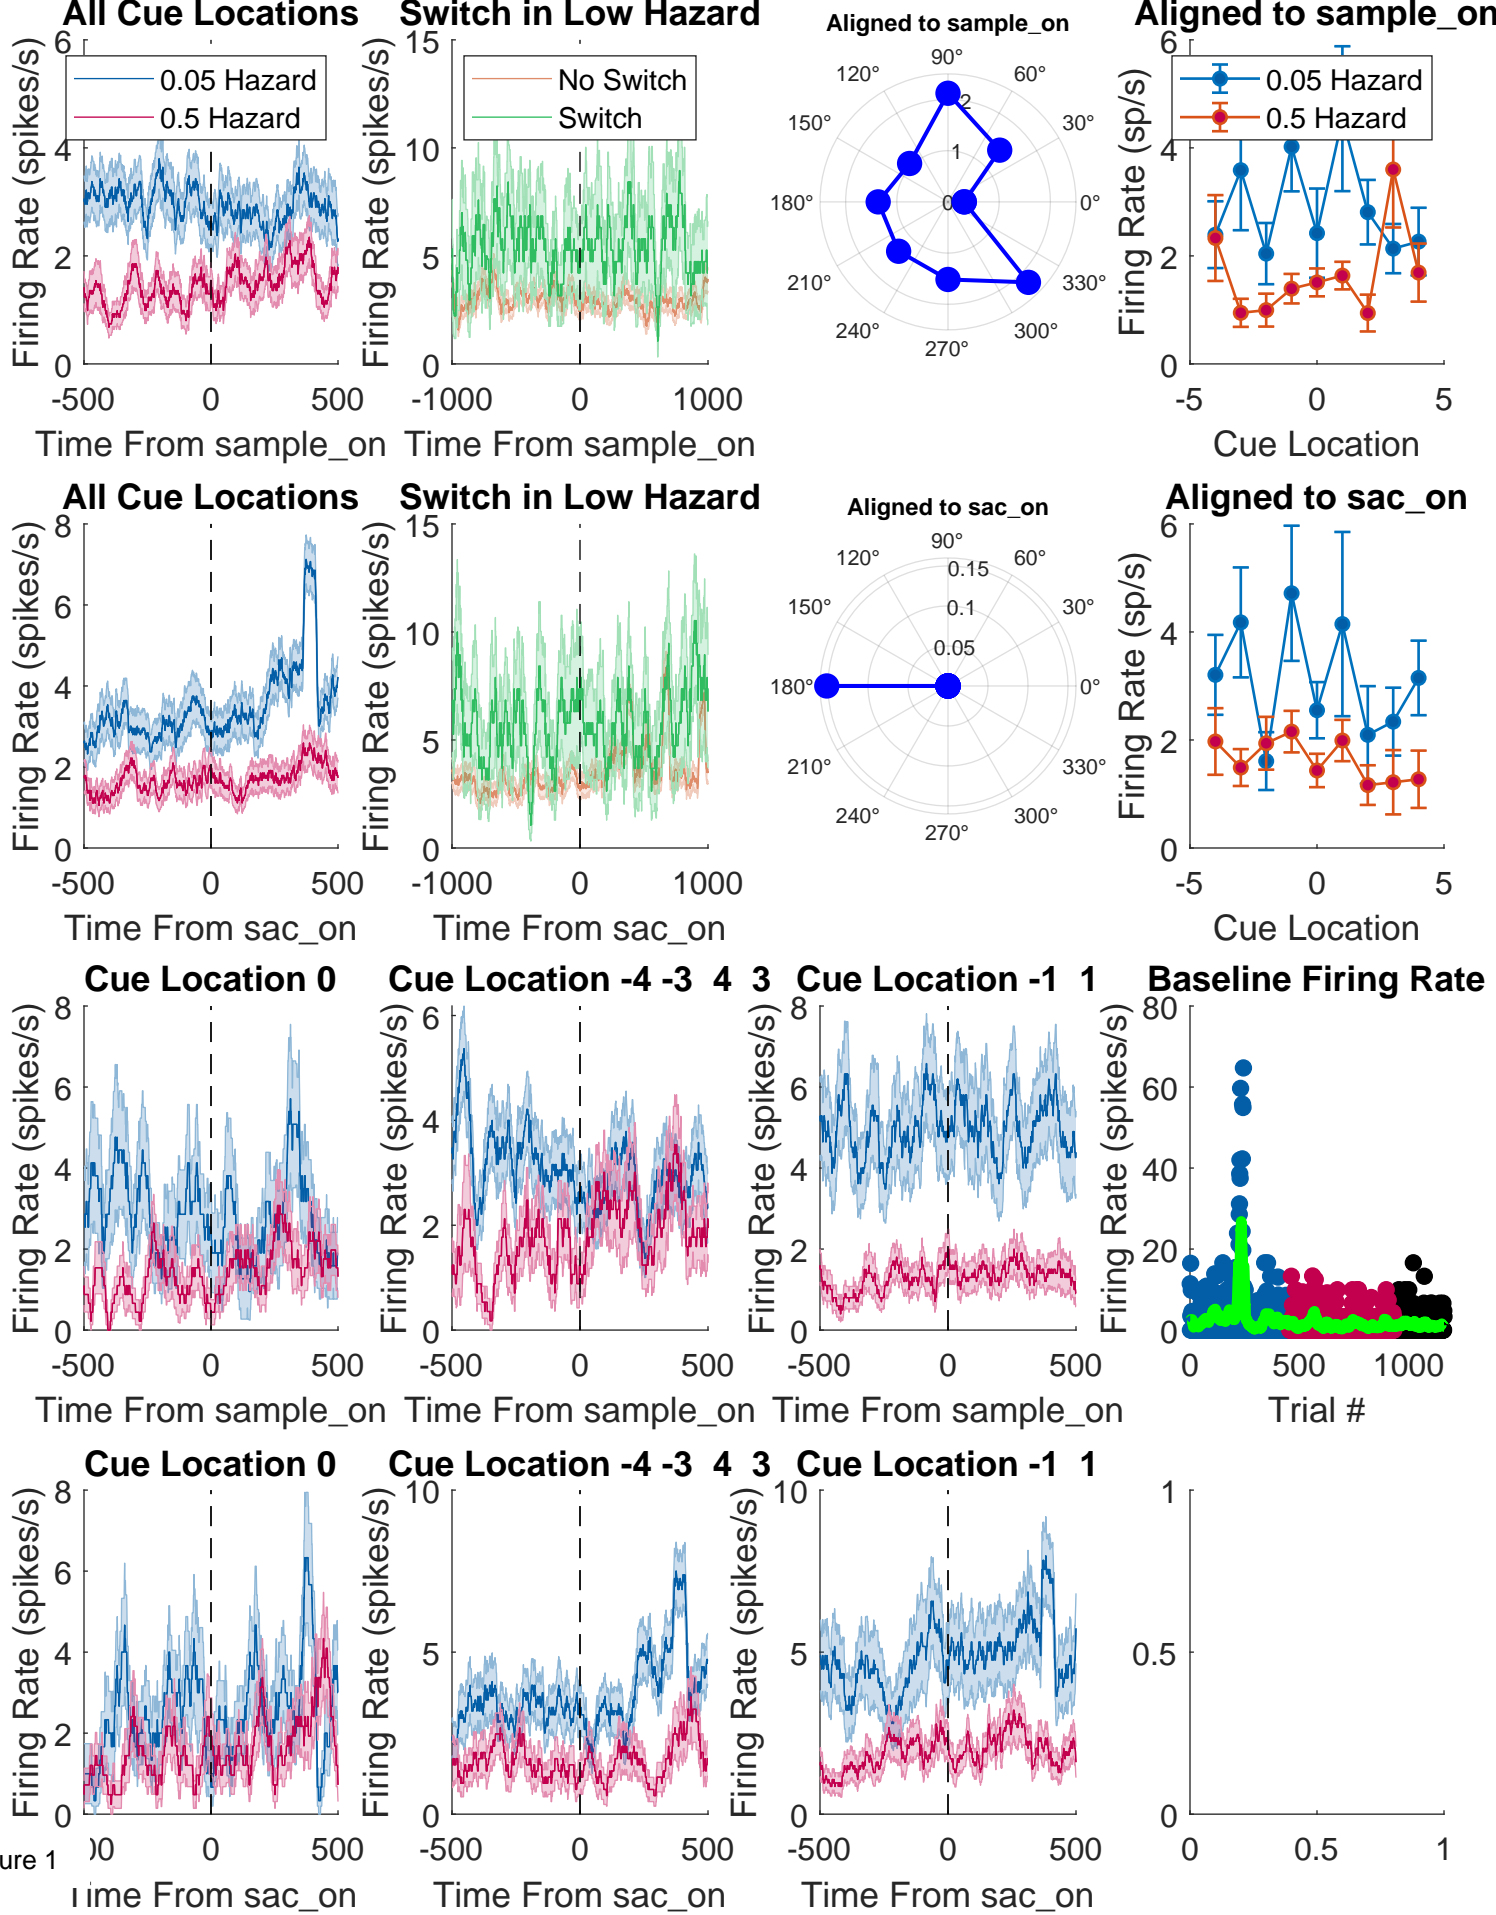 All Cue Locations
Switch in Low Hazard
Aligned to sample_on
Aligned to sample_on
Firing Rate (spikes/s)
0
2
4
6
0.05 Hazard
0.5 Hazard
-500
0
500
Time From sample_on
Firing Rate (spikes/s)
0
5
10
15
No Switch
Switch
-1000
0
1000
Time From sample_on
90°
60°
30°
0°
330°
300°
270°
240°
210°
180°
150°
120°
0
1
2
Firing Rate (sp/s)
0
2
4
6
0.05 Hazard
0.5 Hazard
-5
0
5
Cue Location
All Cue Locations
Switch in Low Hazard
Aligned to sac_on
Aligned to sac_on
Firing Rate (spikes/s)
0
2
4
6
8
-500
0
500
Time From sac_on
Firing Rate (spikes/s)
0
5
10
15
-1000
0
1000
Time From sac_on
90°
60°
30°
0°
330°
300°
270°
240°
210°
180°
150°
120°
0.05
0.1
0.15
Firing Rate (sp/s)
0
2
4
6
-5
0
5
Cue Location
Cue Location 0
Cue Location -4 -3 4 3
Cue Location -1 1
Baseline Firing Rate
Firing Rate (spikes/s)
0
2
4
6
8
-500
0
500
Time From sample_on
Firing Rate (spikes/s)
0
2
4
6
-500
0
500
Time From sample_on
Firing Rate (spikes/s)
0
2
4
6
8
-500
0
500
Time From sample_on
Firing Rate (spikes/s)
0
20
40
60
80
0
500
1000
Trial #
Cue Location 0
Cue Location -4 -3 4 3
Cue Location -1 1
Firing Rate (spikes/s)
0
2
4
6
8
00
0
500
Time From sac_on
Firing Rate (spikes/s)
0
5
10
-500
0
500
Time From sac_on
Firing Rate (spikes/s)
0
5
10
-500
0
500
Time From sac_on
0
0.5
1
0
0.5
1
ure 1